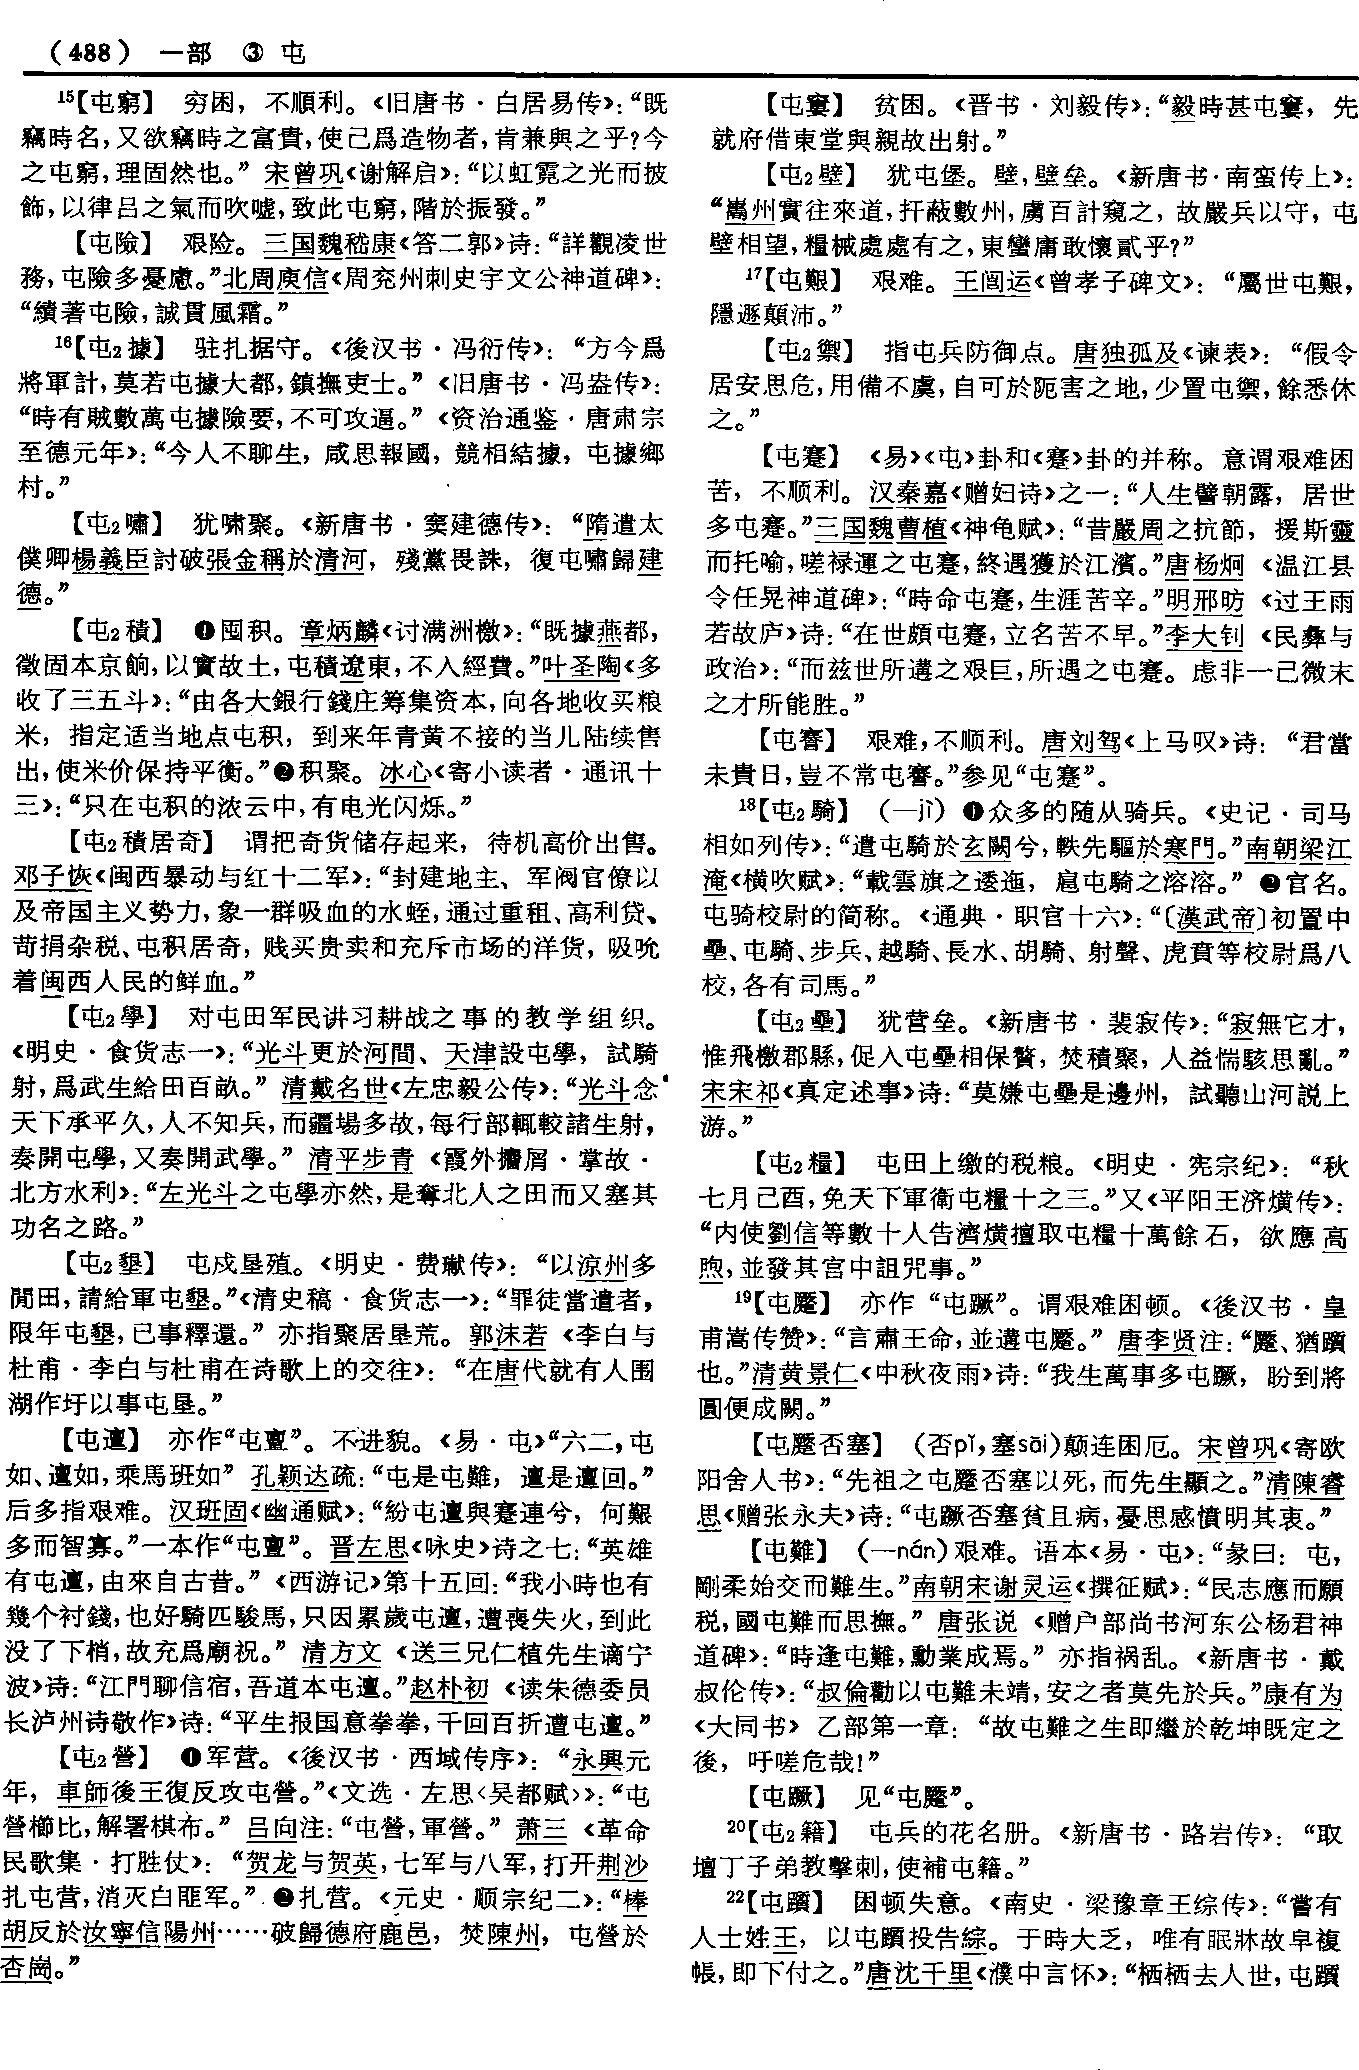 （488） 一部 ③ 屯
15【屯窮】 穷困，不順利。《旧唐书·白居易传》：“既
竊時名，又欲竊時之富貴，使己爲造物者，肯兼與之乎？今
之屯窮，理固然也。” 宋曾巩《谢解启》：“以虹霓之光而披
飾，以律呂之氣而吹嘘，致此屯窮，階於振發。”
【屯險】 艰险。三国魏嵇康《答二郭》诗：“詳觀凌世
務，屯險多憂慮。”北周庾信《周兖州刺史宇文公神道碑》：
“績著屯險，誠貫風霜。”
16【屯2據】 驻扎据守。《後汉书·冯衍传》：“方今爲
將軍計，莫若屯據大都，鎮撫吏士。”《旧唐书·冯盎传》：
“時有賊數萬屯據險要，不可攻逼。”《资治通鉴·唐肃宗
至德元年》：“今人不聊生，咸思報國，競相結據，屯據鄉
村。”
【屯2嘯】 犹啸聚。《新唐书·窦建德传》：“隋遣太
僕卿楊義臣討破張金稱於清河，殘黨畏誅，復屯嘯歸建
德。”
【屯2積】 ❶囤积。章炳麟《讨满洲檄》：“既據燕都，
徵固本京餉，以實故土，屯積遼東，不入經費。”叶圣陶《多
收了三五斗》：“由各大銀行錢庄筹集资本，向各地收买粮
米，指定适当地点屯积，到来年青黄不接的当儿陆续售
出，使米价保持平衡。”❷积聚。冰心《寄小读者·通讯十
三》：“只在屯积的浓云中，有电光闪烁。”
【屯2積居奇】 谓把奇货储存起来，待机高价出售。
邓子恢《闽西暴动与红十二军》：“封建地主、军阀官僚以
及帝国主义势力，象一群吸血的水蛭，通过重租、高利贷、
苛捐杂税、屯积居奇，贱买贵卖和充斥市场的洋货，吸吮
着闽西人民的鲜血。”
【屯2學】 对屯田军民讲习耕战之事的教学组织。
《明史·食货志一》：“光斗更於河間、天津設屯學，試騎
射，爲武生給田百畝。” 清戴名世《左忠毅公传》：“光斗念
天下承平久，人不知兵，而疆場多故，每行部輒較諸生射，
奏開屯學，又奏開武學。” 清平步青《霞外攟屑·掌故·
北方水利》：“左光斗之屯學亦然，是奪北人之田而又塞其
功名之路。”
【屯2墾】 屯戍垦殖。《明史·费瓛传》：“以涼州多
閒田，請給軍屯墾。”《清史稿·食货志一》：“罪徒當遣者，
限年屯墾，已事釋還。” 亦指聚居垦荒。郭沫若《李白与
杜甫·李白与杜甫在诗歌上的交往》：“在唐代就有人围
湖作圩以事屯垦。”
【屯邅】 亦作“屯亶”。不进貌。《易·屯》“六二，屯
如、邅如，乘馬班如” 孔颖达疏：“屯是屯難，邅是邅回。”
后多指艰难。汉班固《幽通赋》：“紛屯邅與蹇連兮，何艱
多而智寡。”一本作“屯亶”。晋左思《咏史》诗之七：“英雄
有屯邅，由來自古昔。”《西游记》第十五回：“我小時也有
幾个衬錢，也好騎匹駿馬，只因累歲屯邅，遭喪失火，到此
没了下梢，故充爲廟祝。” 清方文《送三兄仁植先生谪宁
波》诗：“江門聊信宿，吾道本屯邅。”赵朴初《读朱德委员
长泸州诗敬作》诗：“平生报国意拳拳，千回百折遭屯邅。”
【屯2營】 ❶军营。《後汉书·西域传序》：“永興元
年，車師後王復反攻屯營。”《文选·左思〈吴都赋〉》：“屯
營櫛比，解署棋布。” 吕向注：“屯營，軍營。” 萧三《革命
民歌集·打胜仗》：“贺龙与贺英，七军与八军，打开荆沙
扎屯营，消灭白匪军。”❷扎营。《元史·顺宗纪二》：“棒
胡反於汝寧信陽州……破歸德府鹿邑，焚陳州，屯營於
杏崗。”
【屯窶】 贫困。《晋书·刘毅传》：“毅時甚屯窶，先
就府借東堂與親故出射。”
【屯2壁】 犹屯堡。壁，壁垒。《新唐书·南蛮传上》：
“巂州實往來道，扞蔽數州，虜百計窺之，故嚴兵以守，屯
壁相望，糧械處處有之，東蠻庸敢懷貳乎？”
17【屯艱】 艰难。王闿运《曾孝子碑文》：“屬世屯艱，
隱遯顛沛。”
【屯2禦】 指屯兵防御点。唐独孤及《谏表》：“假令
居安思危，用備不虞，自可於阨害之地，少置屯禦，餘悉休
之。”
【屯蹇】 《易》《屯》卦和《蹇》卦的并称。意谓艰难困
苦，不顺利。汉秦嘉《赠妇诗》之一：“人生譬朝露，居世
多屯蹇。”三国魏曹植《神龟赋》：“昔嚴周之抗節，援斯靈
而托喻，嗟禄運之屯蹇，終遇獲於江濱。”唐杨炯《温江县
令任晃神道碑》：“時命屯蹇，生涯苦辛。”明邢昉《过王雨
若故庐》诗：“在世頗屯蹇，立名苦不早。”李大钊《民彝与
政治》：“而兹世所遘之艰巨，所遇之屯蹇。虑非一己微末
之才所能胜。”
【屯謇】 艰难，不顺利。唐刘驾《上马叹》诗：“君當
未貴日，豈不常屯謇。”参见“屯蹇”。
18【屯2騎】 （一jì）❶众多的随从骑兵。《史记·司马
相如列传》：“遣屯騎於玄闕兮，軼先驅於寒門。”南朝梁江
淹《横吹赋》：“載雲旗之逶迤，扈屯騎之溶溶。” ❷官名。
屯骑校尉的简称。《通典·职官十六》：“〔漢武帝〕初置中
壘、屯騎、步兵、越騎、長水、胡騎、射聲、虎賁等校尉爲八
校，各有司馬。”
【屯2壘】 犹营垒。《新唐书·裴寂传》：“寂無它才，
惟飛檄郡縣，促入屯壘相保贅，焚積聚，人益惴駭思亂。”
宋宋祁《真定述事》诗：“莫嫌屯壘是邊州，試聽山河説上
游。”
【屯2糧】 屯田上缴的税粮。《明史·宪宗纪》：“秋
七月己酉，免天下軍衛屯糧十之三。”又《平阳王济熿传》：
“内使劉信等數十人告濟熿擅取屯糧十萬餘石，欲應高
煦，並發其宫中詛咒事。”
19【屯蹷】 亦作“屯蹶”。谓艰难困顿。《後汉书·皇
甫嵩传赞》：“言肅王命，並遘屯蹷。” 唐李贤注：“蹷、猶躓
也。”清黄景仁《中秋夜雨》诗：“我生萬事多屯蹶，盼到將
圓便成闕。”
【屯蹷否塞】 （否pǐ，塞sāi）颠连困厄。宋曾巩《寄欧
阳舍人书》：“先祖之屯蹷否塞以死，而先生顯之。”清陳睿
思《赠张永夫》诗：“屯蹶否塞貧且病，憂思感憤明其衷。”
【屯難】 （一nán）艰难。语本《易·屯》：“彖曰：屯，
剛柔始交而難生。”南朝宋谢灵运《撰征赋》：“民志應而願
税，國屯難而思撫。” 唐张说《赠户部尚书河东公杨君神
道碑》：“時逢屯難，勳業成焉。” 亦指祸乱。《新唐书·戴
叔伦传》：“叔倫勸以屯難未靖，安之者莫先於兵。”康有为
《大同书》乙部第一章：“故屯難之生即繼於乾坤既定之
後，吁嗟危哉！”
【屯蹶】 见“屯蹷”。
20【屯2籍】 屯兵的花名册。《新唐书·路岩传》：“取
壇丁子弟教擊刺，使補屯籍。”
22【屯躓】 困顿失意。《南史·梁豫章王综传》：“嘗有
人士姓王，以屯躓投告綜。于時大乏，唯有眠牀故皁複
帳，即下付之。”唐沈千里《濮中言怀》：“栖栖去人世，屯躓